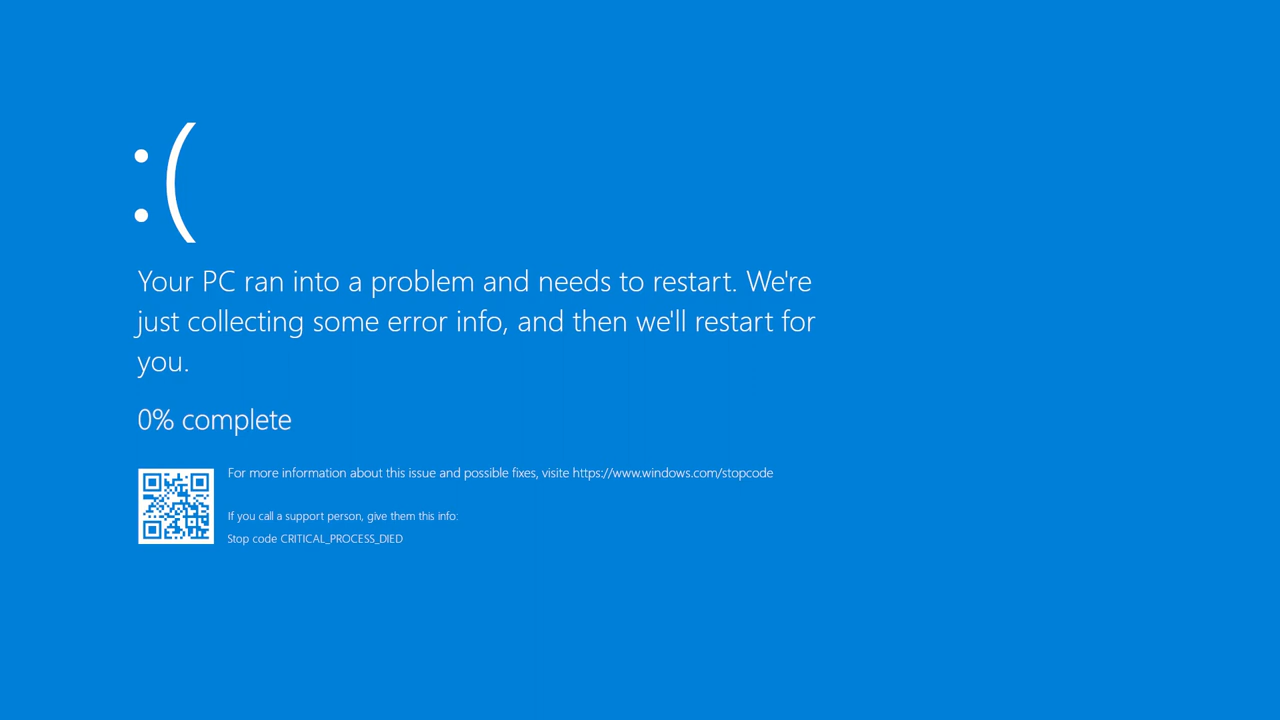 :(
Your PC ran into a problem and needs to restart. We're
just collecting some error info, and then we'll restart for
you.
0% complete
For more information about this issue and possible fixes, visite https://www.windows.com/stopcode
If you call a support person, give them this info:
Stop code CRITICAL_PROCESS_DIED